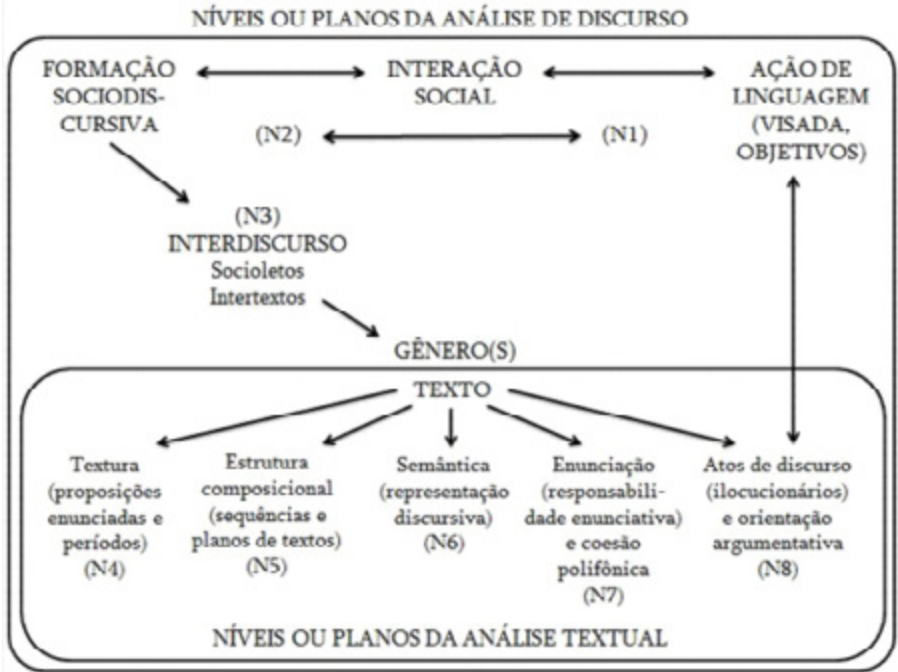 NÍVEIS OU PLANOS DA ANÁLISE DE DISCURSO
FORMAÇÃO
SOCIODIS-
CURSIVA
INTERAÇÃO
SOCIAL
AÇÃO DE
LINGUAGEM
(VISADA,
OBJETIVOS)
(N2)
(N1)
(N3)
INTERDISCURSO
Socioletos
Intertextos
GÊNERO(S)
TEXTO
Textura
(proposições
enunciadas e
períodos)
(N4)
Estrutura
composicional
(sequências e
planos de textos)
(N5)
Semântica
(representação
discursiva)
(N6)
Enunciação
(responsabili-
dade enunciativa)
e coesão
polifônica
(N7)
Atos de discurso
(ilocucionários)
e orientação
argumentativa
(N8)
NÍVEIS OU PLANOS DA ANÁLISE TEXTUAL